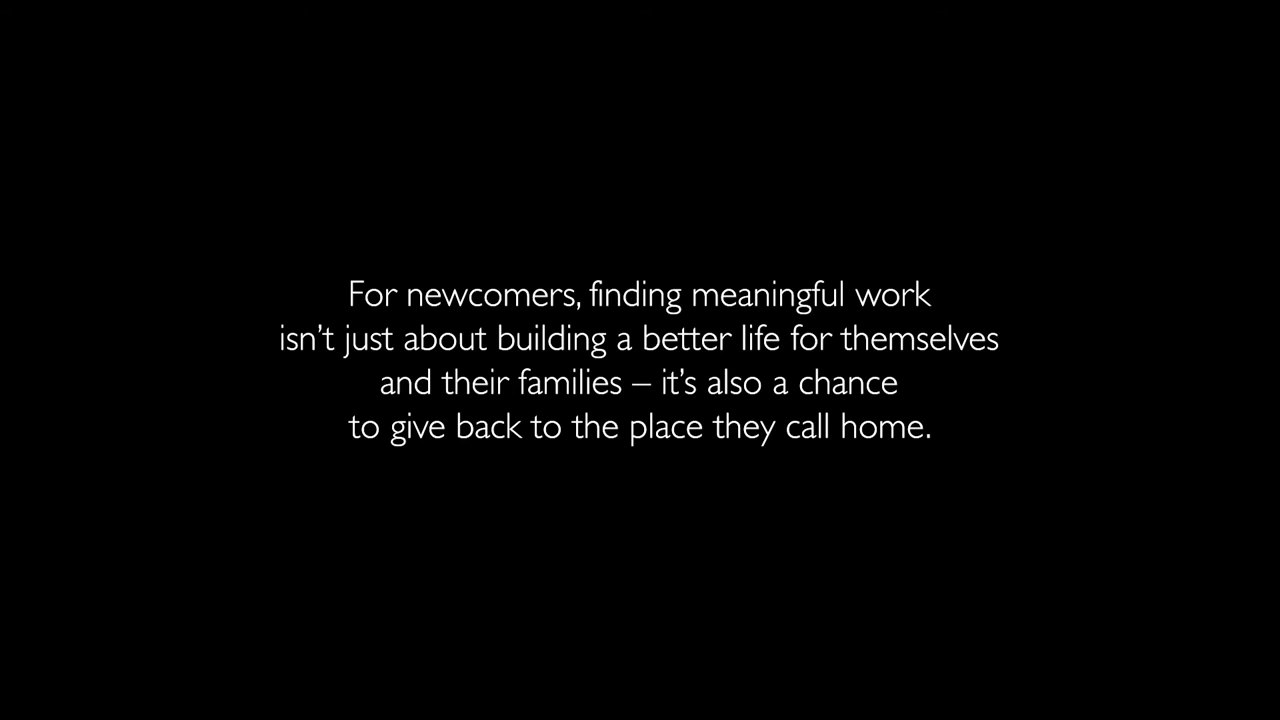 For newcomers, finding meaningful work
isn’t just about building a better life for themselves
and their families – it’s also a chance
to give back to the place they call home.